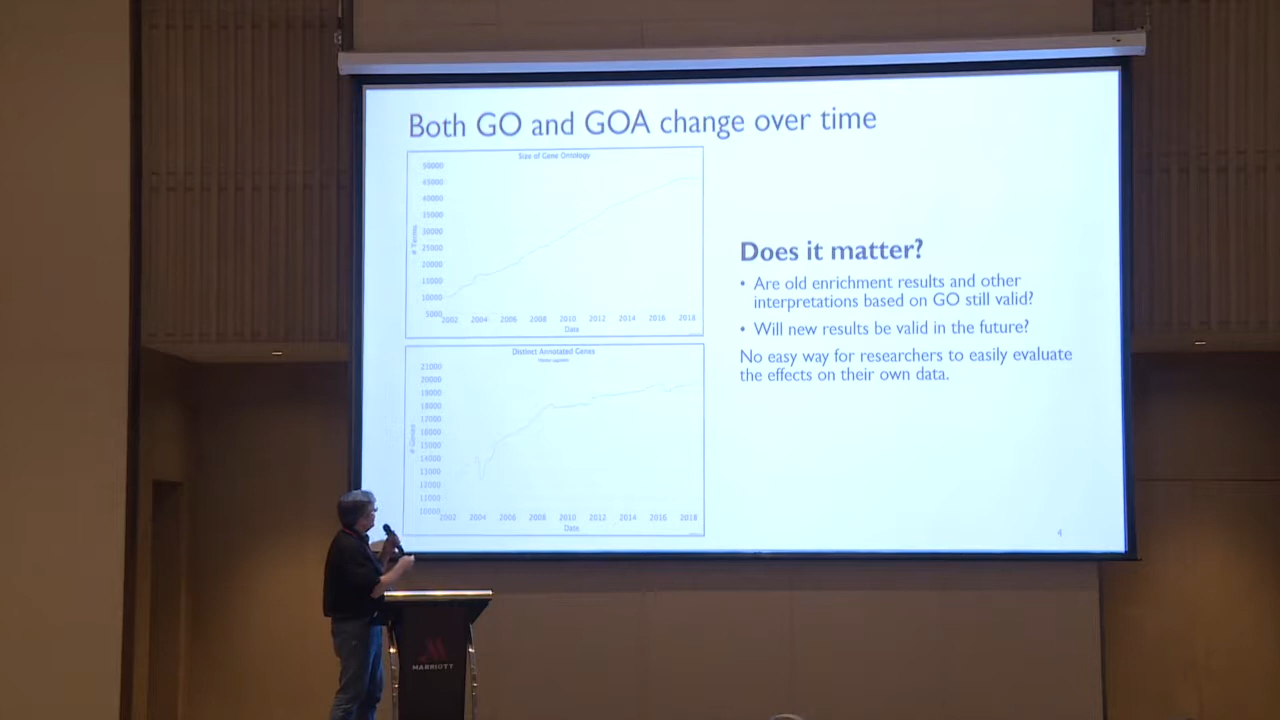 Both GO and GOA change over time
Size of Gene Ontology
50000
45000
40000
35000
30000
25000
20000
15000
10000
5000
# Terms
2002 2004 2006 2008 2010 2012 2014 2016 2018
Date
Distinct Annotated Genes
21000
20000
19000
18000
17000
16000
15000
14000
13000
12000
11000
10000
# Genes
2002 2004 2006 2008 2010 2012 2014 2016 2018
Date
Does it matter?
• Are old enrichment results and other
interpretations based on GO still valid?
• Will new results be valid in the future?
No easy way for researchers to easily evaluate
the effects on their own data.
4
MARRIOTT